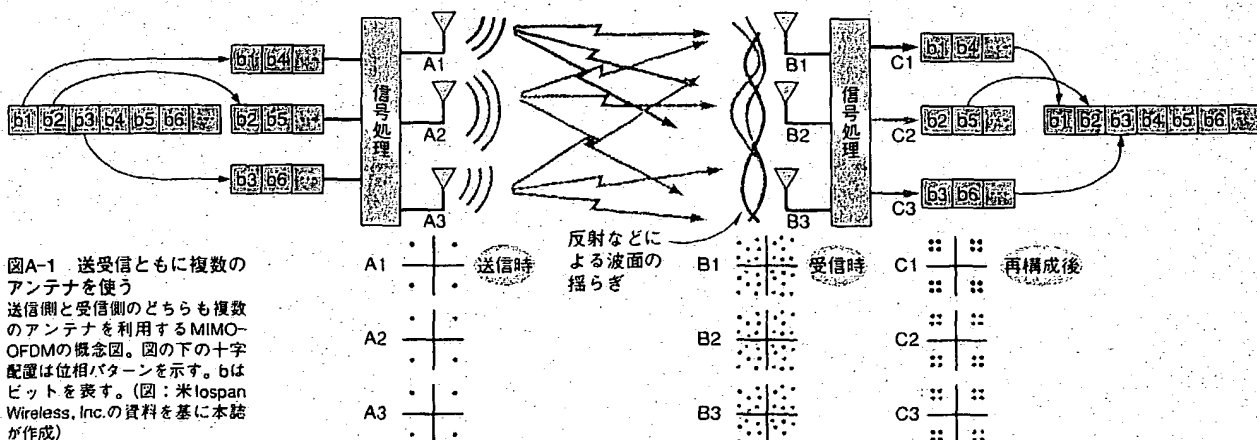 b1 b4
b1 b2 b3 b4 b5 b6
b2 b5
b3 b6
信号処理
A1
A2
A3
反射などに
よる波面の
揺らぎ
B1
B2
B3
信号処理
C1
C2
C3
b1 b4
b2 b5
b3 b6
b1 b2 b3 b4 b5 b6
A1
送信時
A2
A3
B1
受信時
B2
B3
C1
再構成後
C2
C3
図A-1 送受信ともに複数の
アンテナを使う
送信側と受信側のどちらも複数
のアンテナを利用するMIMO-
OFDMの概念図。図の下の十字
配置は位相パターンを示す。bは
ビットを表す。(図:米Iospan
Wireless, Inc.の資料を基に本誌
が作成)